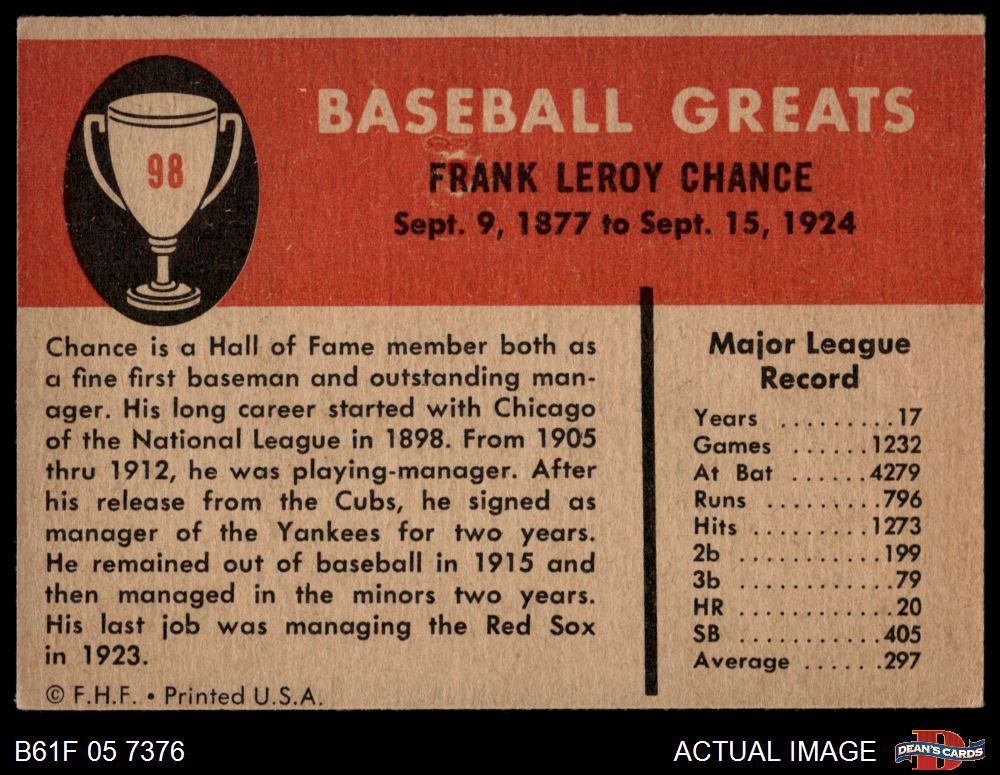 98
BASEBALL GREATS
FRANK LEROY CHANCE
Sept. 9, 1877 to Sept. 15, 1924
Chance is a Hall of Fame member both as
a fine first baseman and outstanding man-
ager. His long career started with Chicago
of the National League in 1898. From 1905
thru 1912, he was playing-manager. After
his release from the Cubs, he signed as
manager of the Yankees for two years.
He remained out of baseball in 1915 and
then managed in the minors two years.
His last job was managing the Red Sox
in 1923.
© F.H.F. • Printed U.S.A.
Major League
Record
Years .........17
Games ......1232
At Bat ......4279
Runs .........796
Hits .........1273
2b ...........199
3b ............79
HR ............20
SB ...........405
Average ......297
B61F 05 7376
ACTUAL IMAGE
D
DEAN'S CARDS